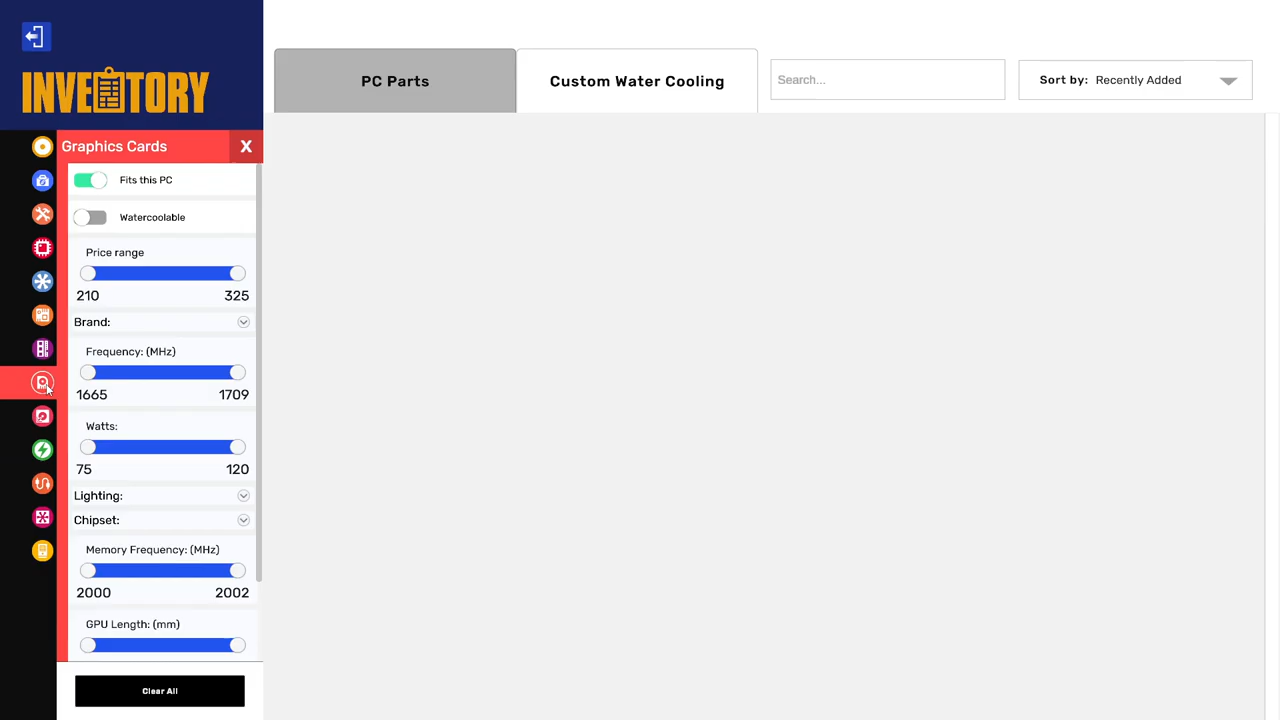 INVENTORY
PC Parts
Custom Water Cooling
Search...
Sort by: Recently Added
Graphics Cards
X
Fits this PC
Watercoolable
Price range
210 325
Brand:
Frequency: (MHz)
1665 1709
Watts:
75 120
Lighting:
Chipset:
Memory Frequency: (MHz)
2000 2002
GPU Length: (mm)
Clear All